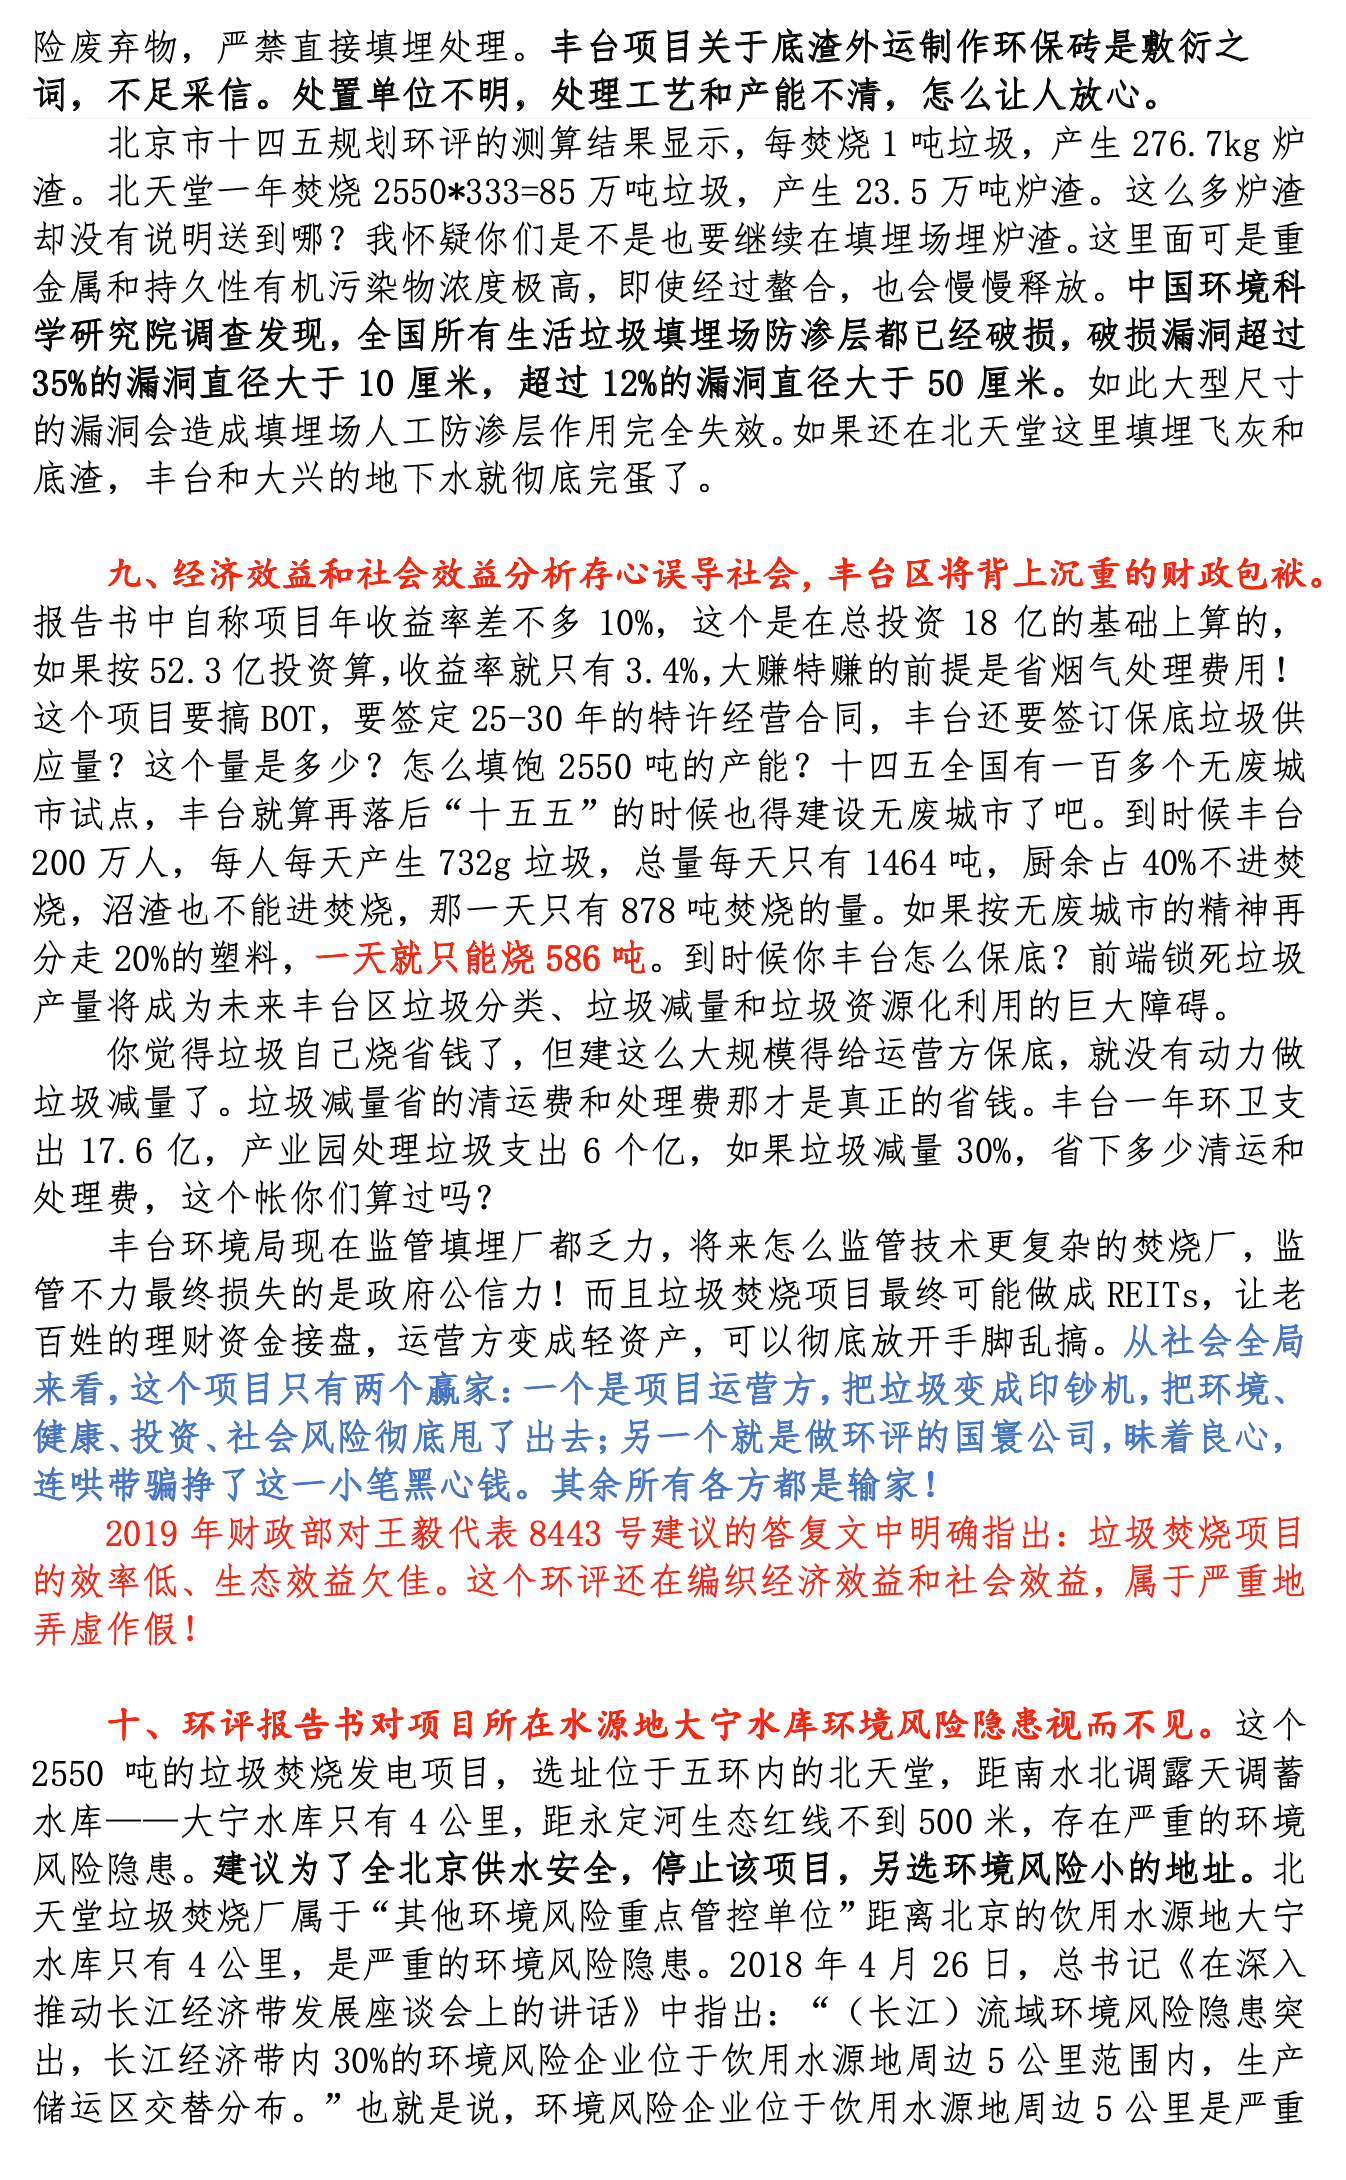 险废弃物，严禁直接填埋处理。丰台项目关于底渣外运制作环保砖是敷衍之
词，不足采信。处置单位不明，处理工艺和产能不清，怎么让人放心。
北京市十四五规划环评的测算结果显示，每焚烧 1 吨垃圾，产生 276.7kg 炉
渣。北天堂一年焚烧 2550*333=85 万吨垃圾，产生 23.5 万吨炉渣。这么多炉渣
却没有说明送到哪？我怀疑你们是不是也要继续在填埋场埋炉渣。这里面可是重
金属和持久性有机污染物浓度极高，即使经过螯合，也会慢慢释放。中国环境科
学研究院调查发现，全国所有生活垃圾填埋场防渗层都已经破损，破损漏洞超过
35%的漏洞直径大于 10 厘米，超过 12%的漏洞直径大于 50 厘米。如此大型尺寸
的漏洞会造成填埋场人工防渗层作用完全失效。如果还在北天堂这里填埋飞灰和
底渣，丰台和大兴的地下水就彻底完蛋了。
九、经济效益和社会效益分析存心误导社会，丰台区将背上沉重的财政包袱。
报告书中自称项目年收益率差不多 10%，这个是在总投资 18 亿的基础上算的，
如果按 52.3 亿投资算，收益率就只有 3.4%，大赚特赚的前提是省烟气处理费用！
这个项目要搞 BOT，要签定 25-30 年的特许经营合同，丰台还要签订保底垃圾供
应量？这个量是多少？怎么填饱 2550 吨的产能？十四五全国有一百多个无废城
市试点，丰台就算再落后“十五五”的时候也得建设无废城市了吧。到时候丰台
200 万人，每人每天产生 732g 垃圾，总量每天只有 1464 吨，厨余占 40%不进焚
烧，沼渣也不能进焚烧，那一天只有 878 吨焚烧的量。如果按无废城市的精神再
分走 20%的塑料，一天就只能烧 586 吨。到时候你丰台怎么保底？前端锁死垃圾
产量将成为未来丰台区垃圾分类、垃圾减量和垃圾资源化利用的巨大障碍。
你觉得垃圾自己烧省钱了，但建这么大规模得给运营方保底，就没有动力做
垃圾减量了。垃圾减量省的清运费和处理费那才是真正的省钱。丰台一年环卫支
出 17.6 亿，产业园处理垃圾支出 6 个亿，如果垃圾减量 30%，省下多少清运和
处理费，这个帐你们算过吗？
丰台环境局现在监管填埋厂都乏力，将来怎么监管技术更复杂的焚烧厂，监
管不力最终损失的是政府公信力！而且垃圾焚烧项目最终可能做成 REITs，让老
百姓的理财资金接盘，运营方变成轻资产，可以彻底放开手脚乱搞。从社会全局
来看，这个项目只有两个赢家：一个是项目运营方，把垃圾变成印钞机，把环境、
健康、投资、社会风险彻底甩了出去；另一个就是做环评的国寰公司，昧着良心，
连哄带骗挣了这一小笔黑心钱。其余所有各方都是输家！
2019 年财政部对王毅代表 8443 号建议的答复文中明确指出：垃圾焚烧项目
的效率低、生态效益欠佳。这个环评还在编织经济效益和社会效益，属于严重地
弄虚作假！
十、环评报告书对项目所在水源地大宁水库环境风险隐患视而不见。这个
2550 吨的垃圾焚烧发电项目，选址位于五环内的北天堂，距南水北调露天调蓄
水库——大宁水库只有 4 公里，距永定河生态红线不到 500 米，存在严重的环境
风险隐患。建议为了全北京供水安全，停止该项目，另选环境风险小的地址。北
天堂垃圾焚烧厂属于“其他环境风险重点管控单位”距离北京的饮用水源地大宁
水库只有 4 公里，是严重的环境风险隐患。2018 年 4 月 26 日，总书记《在深入
推动长江经济带发展座谈会上的讲话》中指出：“（长江）流域环境风险隐患突
出，长江经济带内 30%的环境风险企业位于饮用水源地周边 5 公里范围内，生产
储运区交替分布。”也就是说，环境风险企业位于饮用水源地周边 5 公里是严重